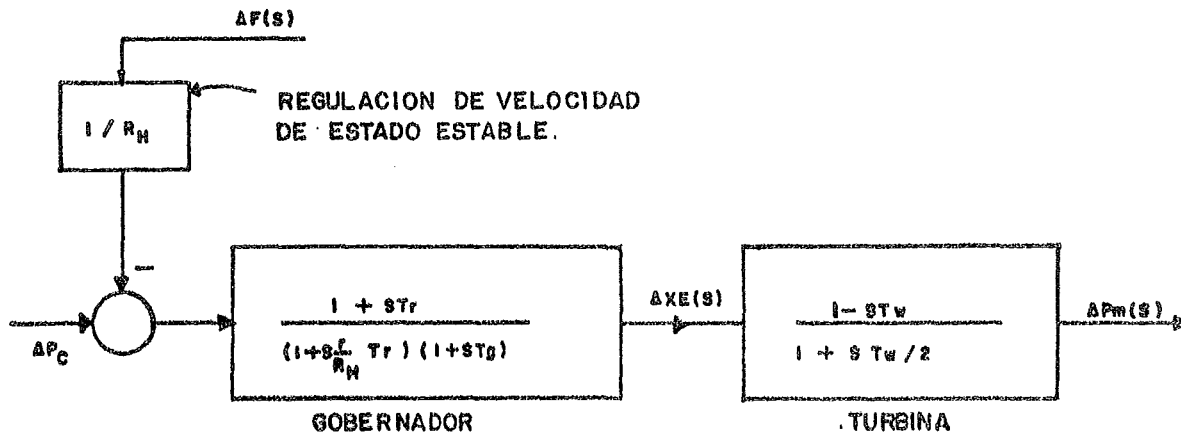 ΔF(S)
1 / R_H
REGULACION DE VELOCIDAD
DE ESTADO ESTABLE.
−
ΔP_C
1 + STr
(1+S r/R_H Tr ) (1+STg)
ΔXE(S)
1− STw
1 + S Tw/2
ΔPm(S)
GOBERNADOR
. TURBINA